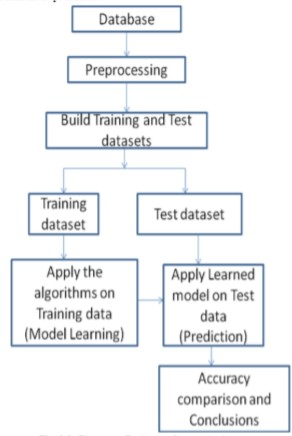 Database
Preprocessing
Build Training and Test
datasets
Training
dataset
Test dataset
Apply the
algorithms on
Training data
(Model Learning)
Apply Learned
model on Test
data
(Prediction)
Accuracy
comparison and
Conclusions